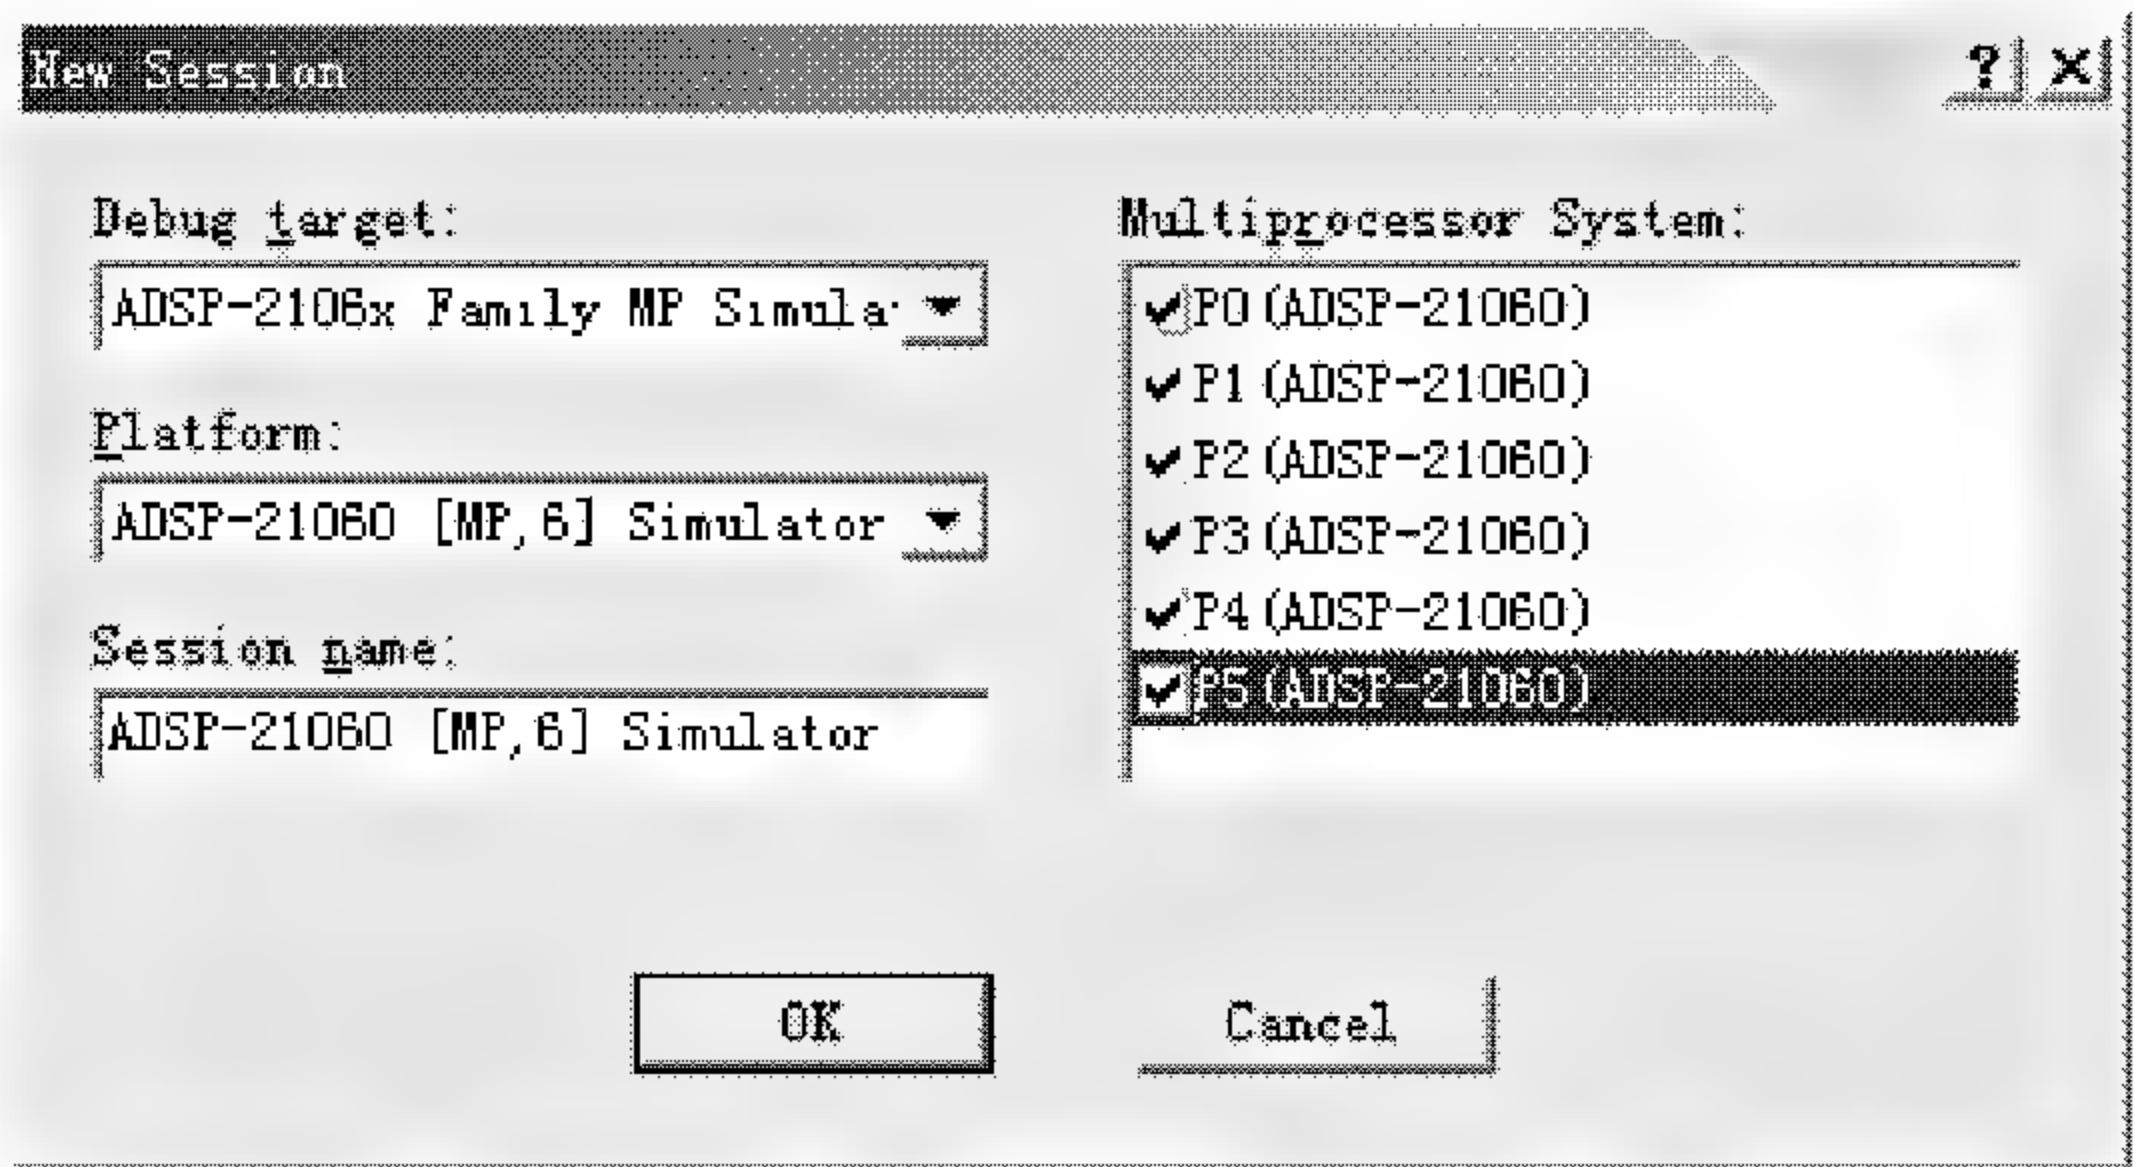 New Session
Debug target:
ADSP-2106x Family MP Simula
Platform:
ADSP-21060 [MP,6] Simulator
Session name:
ADSP-21060 [MP,6] Simulator
Multiprocessor System:
P0(ADSP-21060)
P1(ADSP-21060)
P2(ADSP-21060)
P3(ADSP-21060)
P4(ADSP-21060)
P5(ADSP-21060)
OK
Cancel